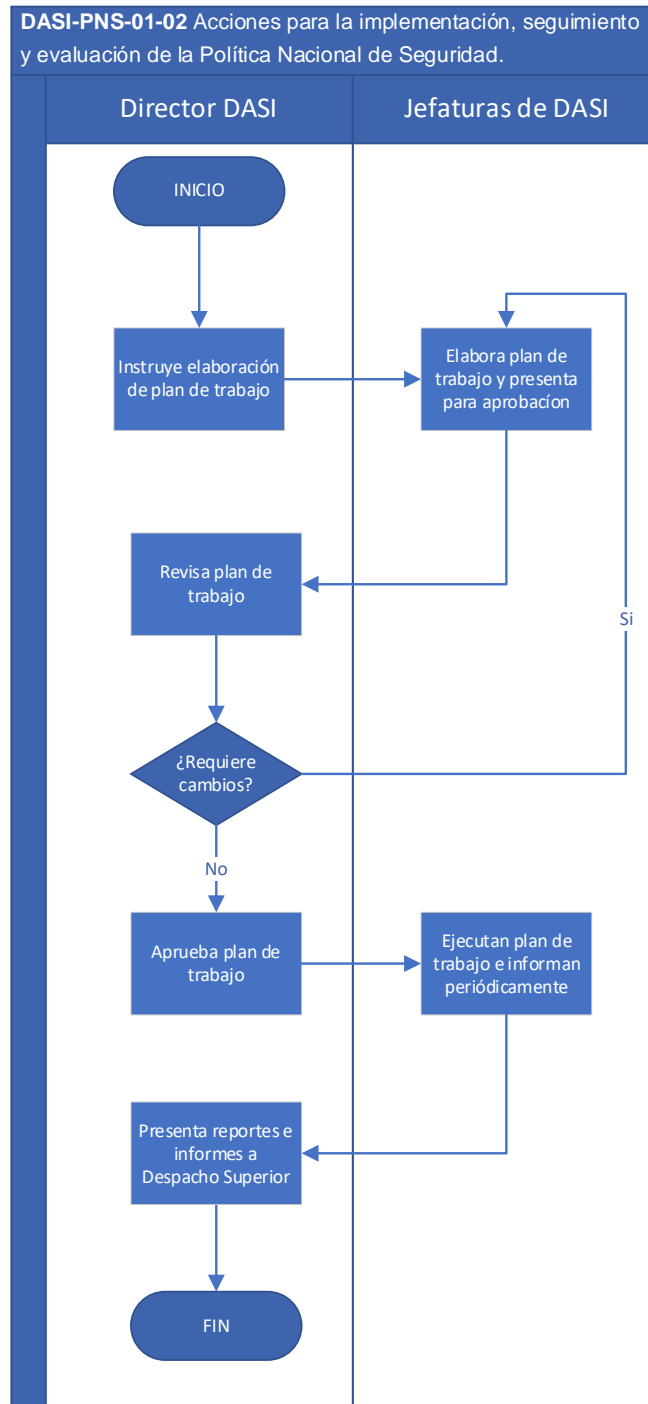 DASI-PNS-01-02 Acciones para la implementación, seguimiento
y evaluación de la Política Nacional de Seguridad.
Director DASI
Jefaturas de DASI
INICIO
Instruye elaboración
de plan de trabajo
Elabora plan de
trabajo y presenta
para aprobacíon
Revisa plan de
trabajo
Si
¿Requiere
cambios?
No
Aprueba plan de
trabajo
Ejecutan plan de
trabajo e informan
periódicamente
Presenta reportes e
informes a
Despacho Superior
FIN